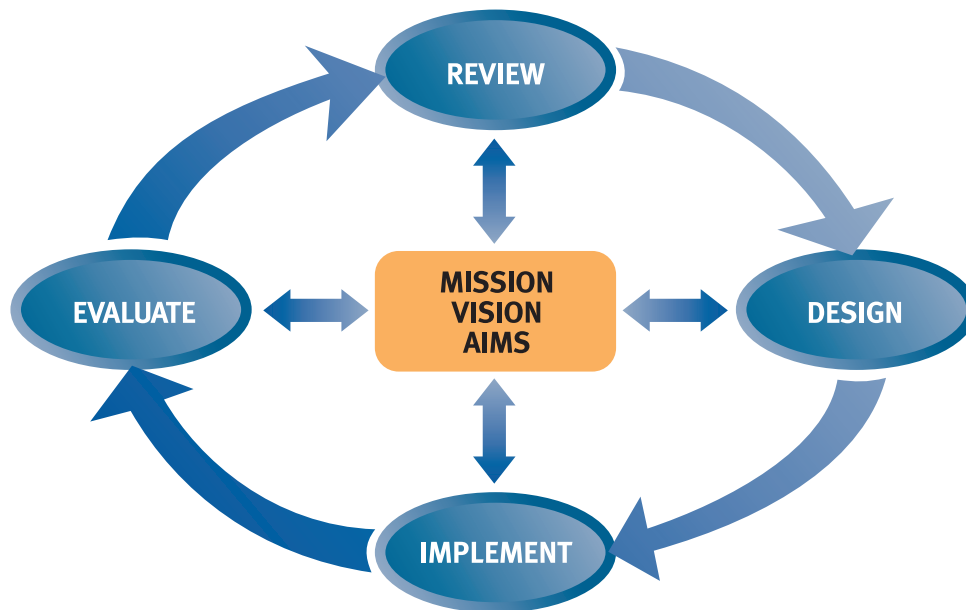 REVIEW
EVALUATE
MISSION
VISION
AIMS
DESIGN
IMPLEMENT